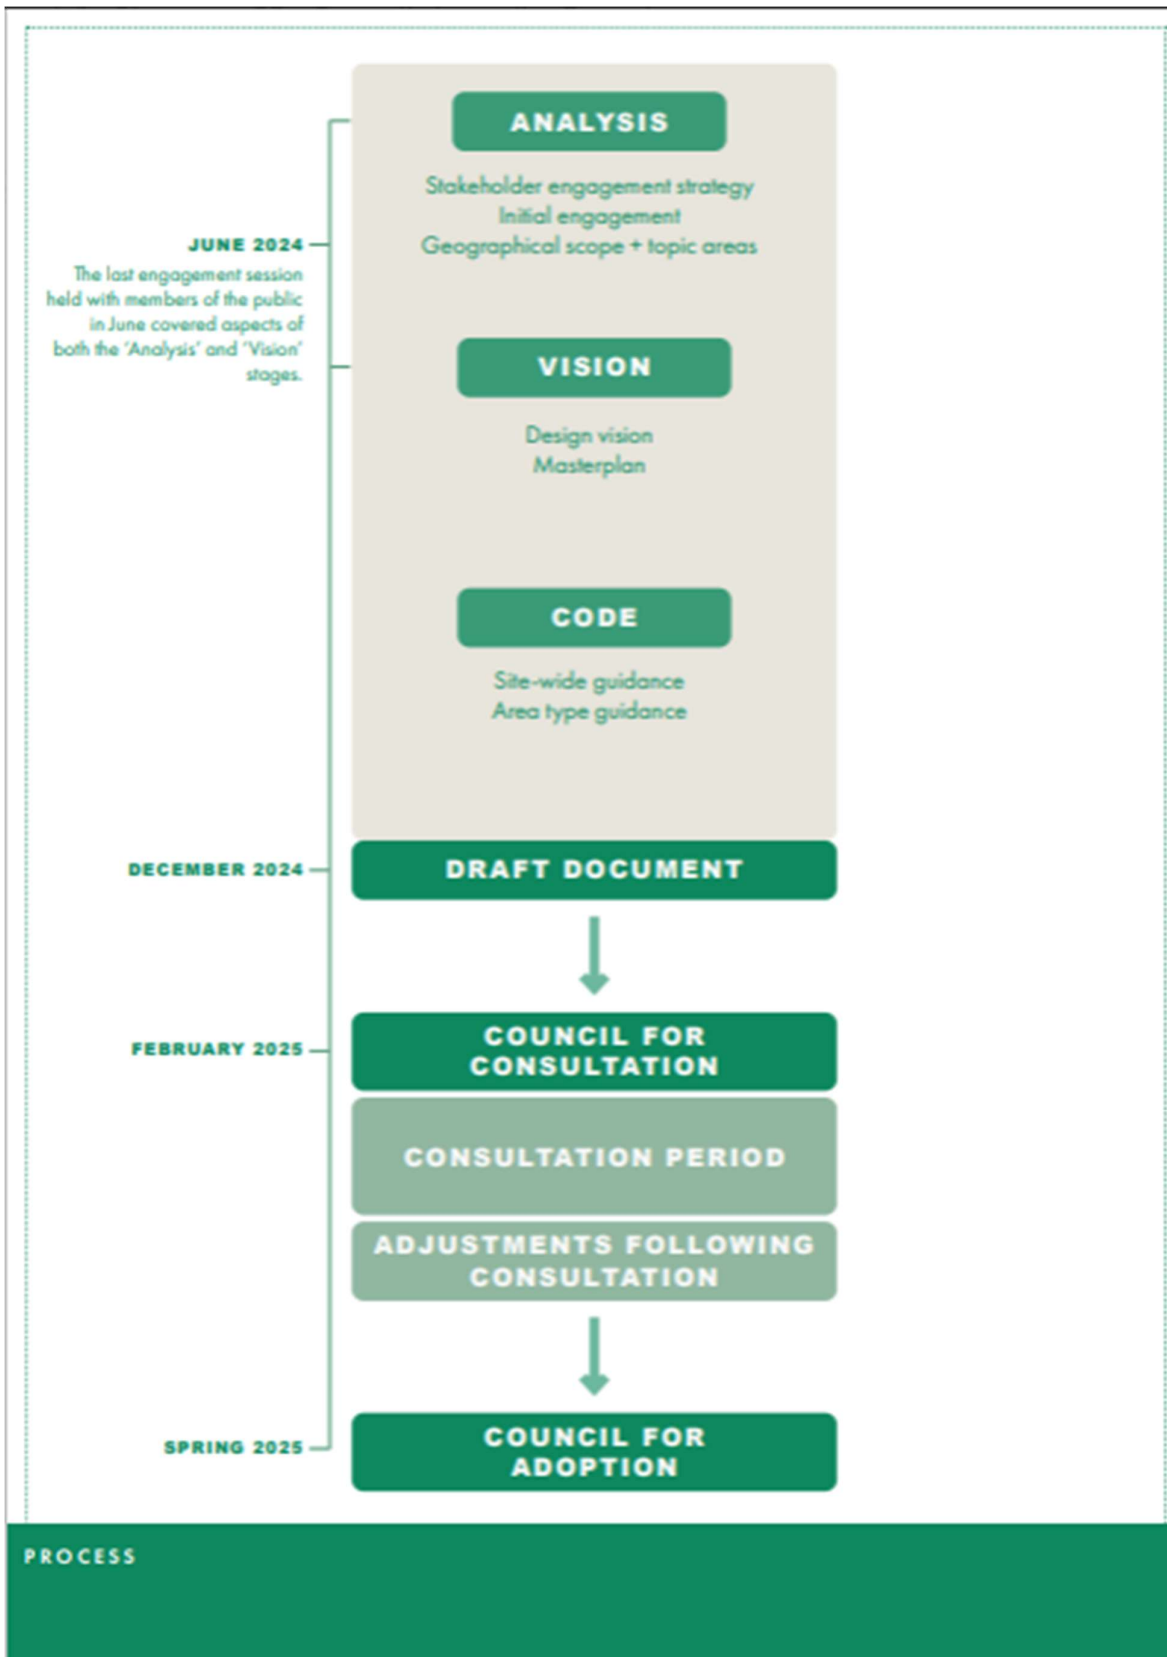 ANALYSIS
Stakeholder engagement strategy
Initial engagement
Geographical scope + topic areas
JUNE 2024
The last engagement session
held with members of the public
in June covered aspects of
both the 'Analysis' and 'Vision'
stages.
VISION
Design vision
Masterplan
CODE
Site-wide guidance
Area type guidance
DECEMBER 2024
DRAFT DOCUMENT
FEBRUARY 2025
COUNCIL FOR
CONSULTATION
CONSULTATION PERIOD
ADJUSTMENTS FOLLOWING
CONSULTATION
SPRING 2025
COUNCIL FOR
ADOPTION
PROCESS